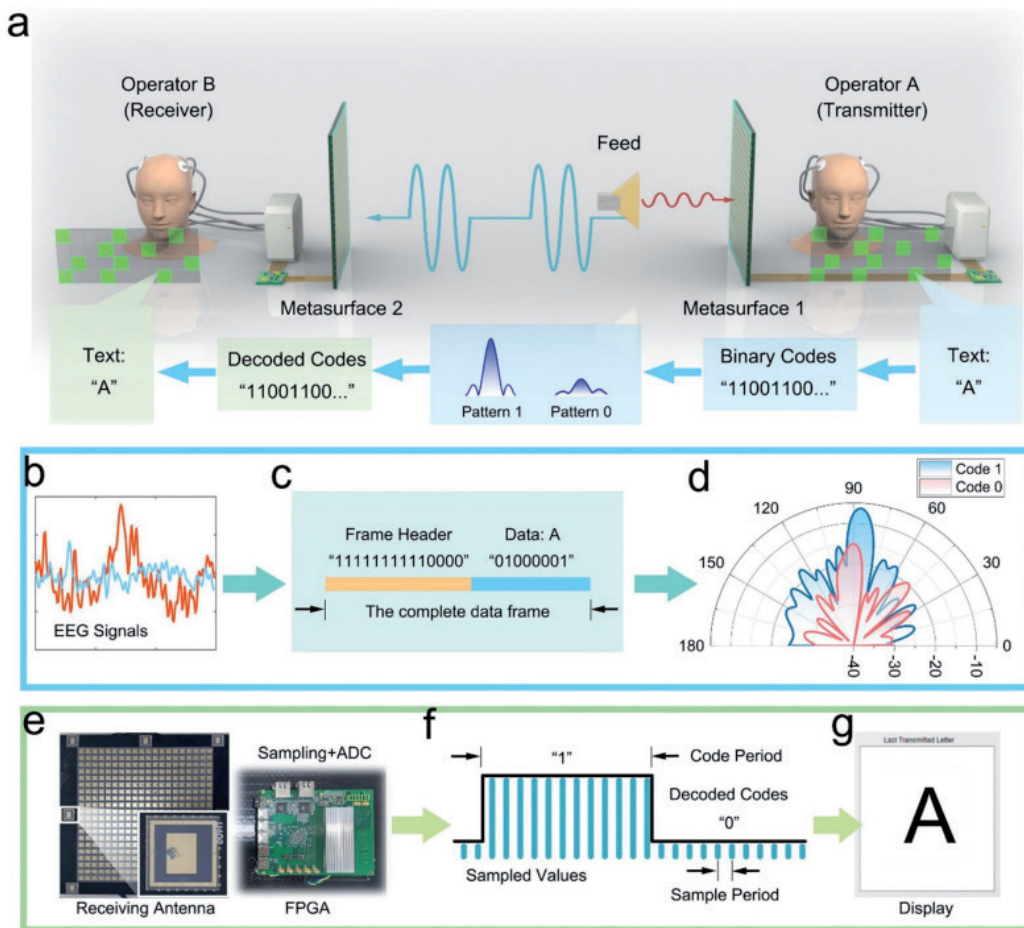 a
Operator B
(Receiver)
Operator A
(Transmitter)
Feed
Metasurface 2
Metasurface 1
Text:
“A”
Decoded Codes
“11001100...”
Pattern 1
Pattern 0
Binary Codes
“11001100...”
Text:
“A”
b
EEG Signals
c
Frame Header
“11111111110000”
Data: A
“01000001”
The complete data frame
d
Code 1
Code 0
90
120
60
150
30
180
0
-40
-30
-20
-10
e
Sampling+ADC
Receiving Antenna
FPGA
f
“1”
Code Period
Decoded Codes
“0”
Sampled Values
Sample Period
g
Last Transmitted Letter
A
Display